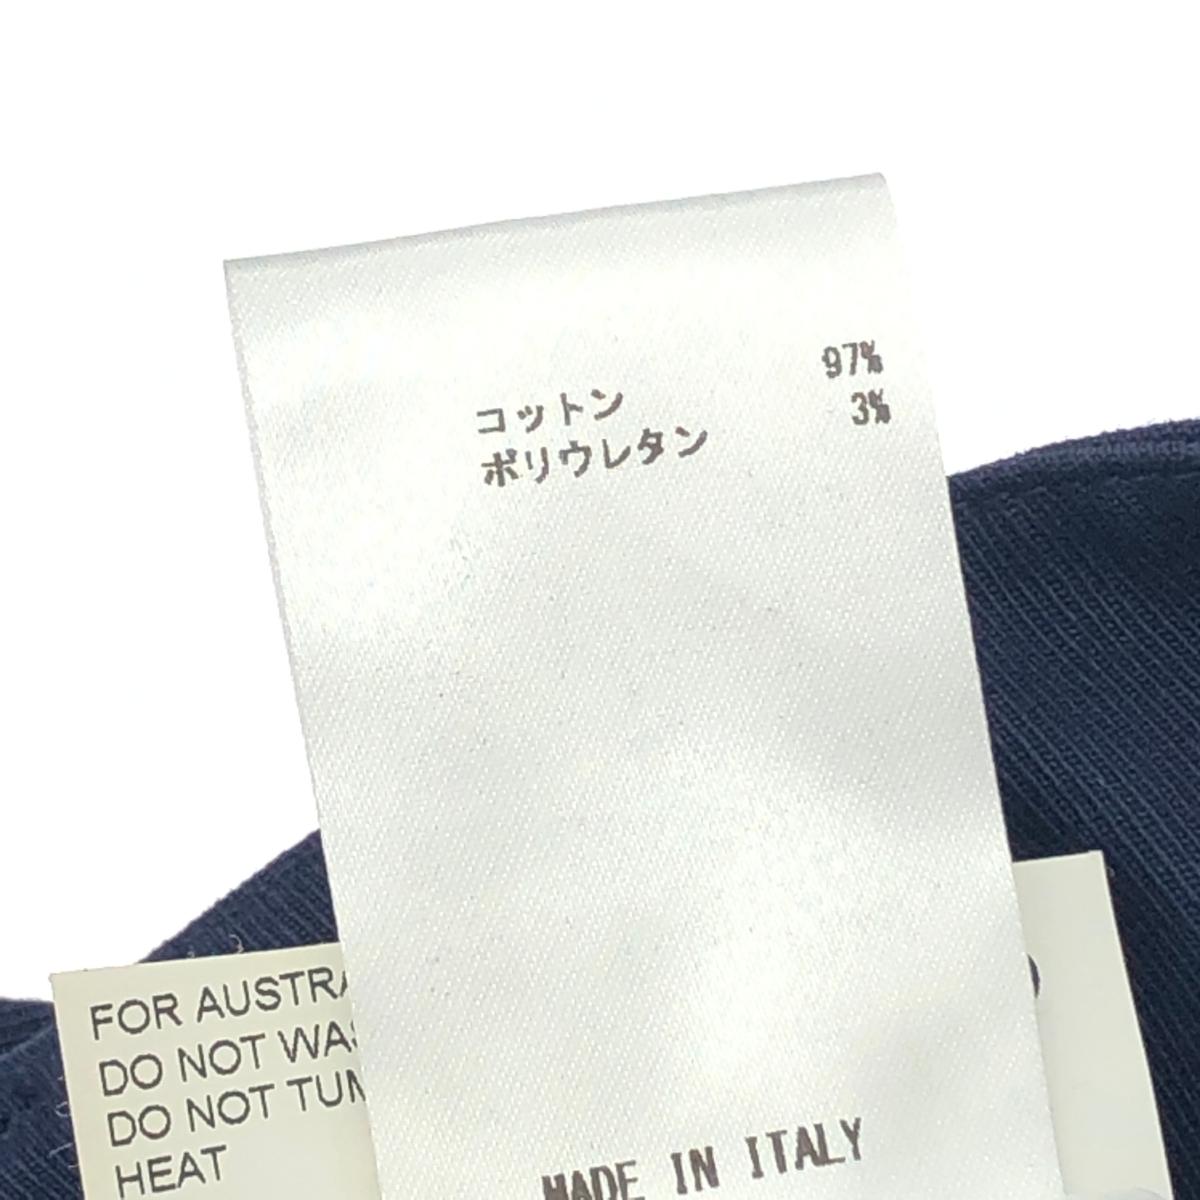 コットン 97%
ポリウレタン 3%
MADE IN ITALY
FOR AUSTRA
DO NOT WAS
DO NOT TUM
HEAT